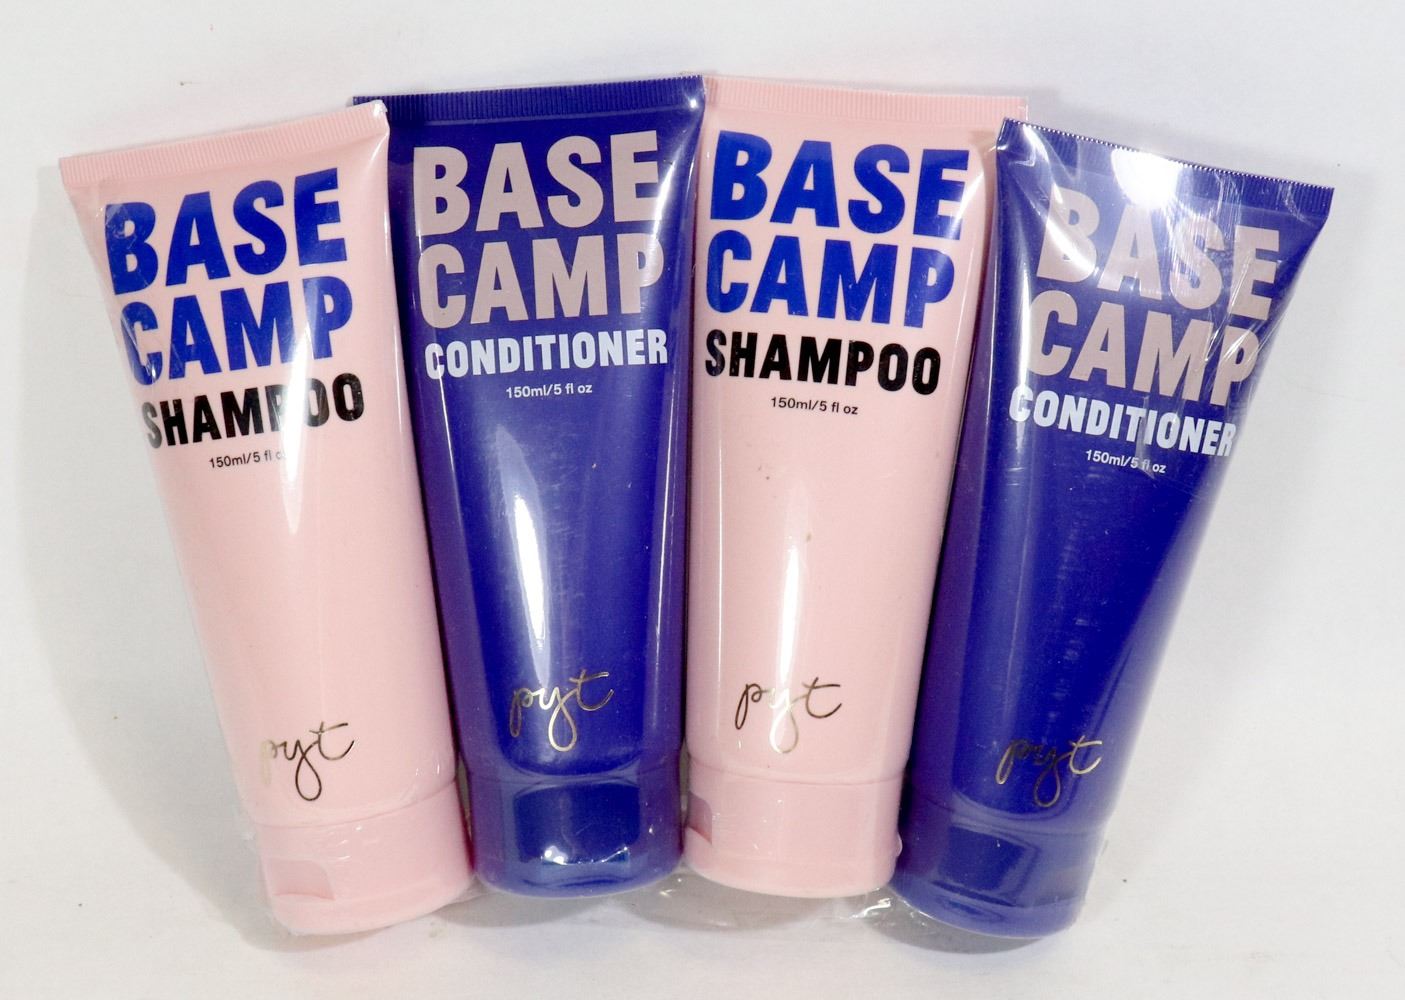 BASE
CAMP
SHAMPOO
150ml/5 fl oz
pyt
BASE
CAMP
CONDITIONER
150ml/5 fl oz
pyt
BASE
CAMP
SHAMPOO
150ml/5 fl oz
pyt
BASE
CAMP
CONDITIONER
150ml/5 fl oz
pyt